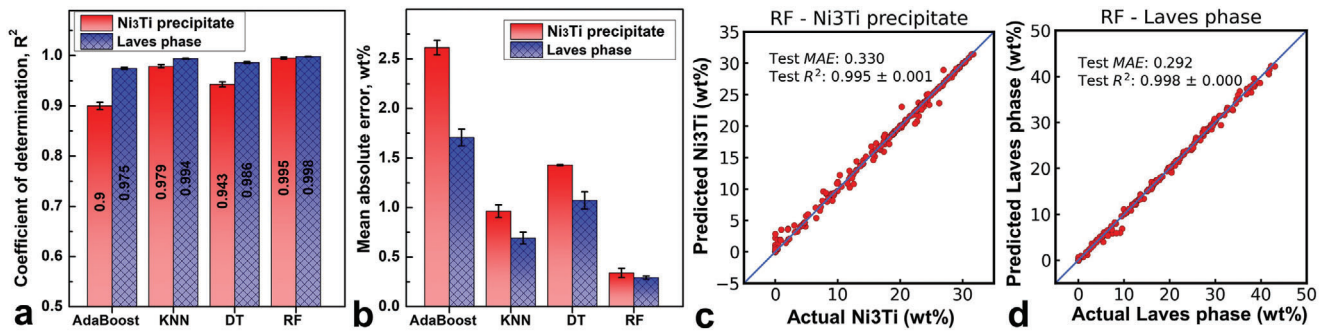 a
Coefficient of determination, R²
1.0
0.9
0.8
0.7
0.6
0.5
Ni3Ti precipitate
Laves phase
0.9
0.975
0.979
0.994
0.943
0.986
0.995
0.998
AdaBoost KNN DT RF
b
Mean absolute error, wt%
2.5
2.0
1.5
1.0
0.5
0.0
Ni3Ti precipitate
Laves phase
AdaBoost KNN DT RF
c
RF - Ni3Ti precipitate
Test MAE: 0.330
Test R²: 0.995 ± 0.001
Predicted Ni3Ti (wt%)
35
30
25
20
15
10
5
0
−5
0 10 20 30
Actual Ni3Ti (wt%)
d
RF - Laves phase
Test MAE: 0.292
Test R²: 0.998 ± 0.000
Predicted Laves phase (wt%)
50
40
30
20
10
0
0 10 20 30 40 50
Actual Laves phase (wt%)